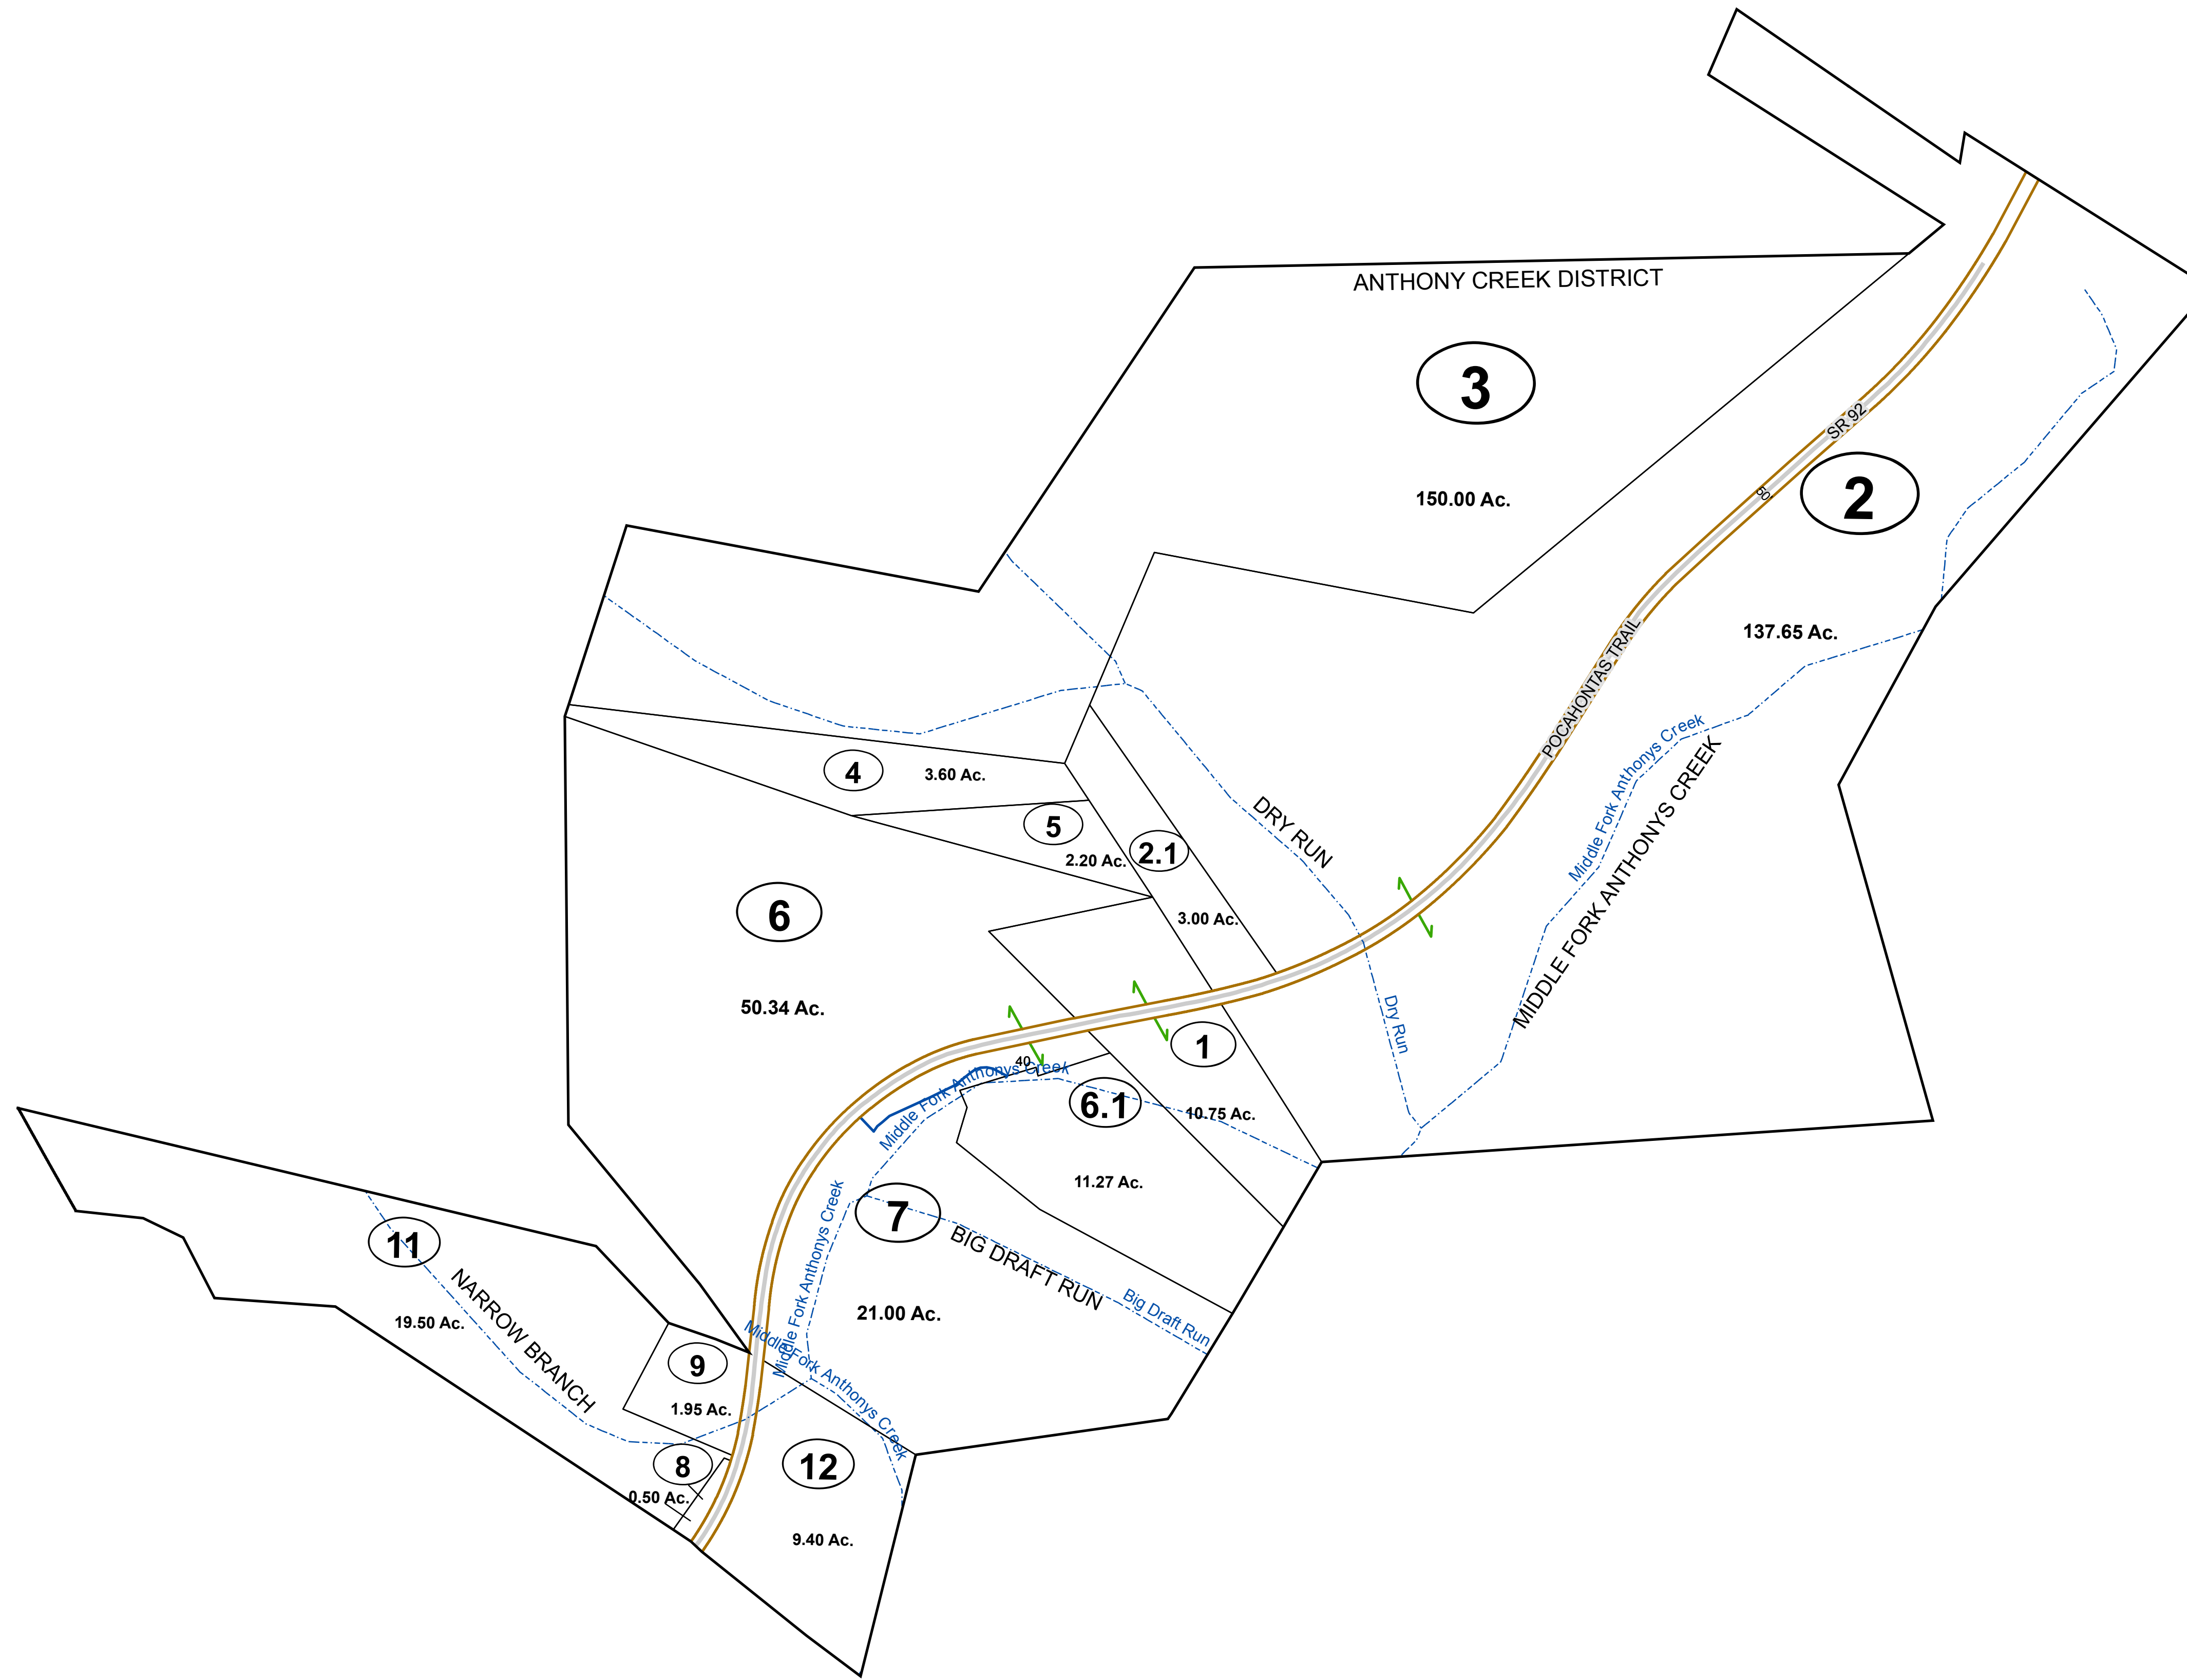 ANTHONY CREEK DISTRICT
3
150.00 Ac.
SR 92
50
2
137.65 Ac.
POCAHONTAS TRAIL
Middle Fork Anthonys Creek
MIDDLE FORK ANTHONYS CREEK
4
3.60 Ac.
5
2.20 Ac.
2.1
3.00 Ac.
DRY RUN
Dry Run
6
50.34 Ac.
1
10.75 Ac.
40
Middle Fork Anthonys Creek
6.1
11.27 Ac.
7
21.00 Ac.
BIG DRAFT RUN
Big Draft Run
Middle Fork Anthonys Creek
Middle Fork Anthonys Creek
11
19.50 Ac.
NARROW BRANCH
9
1.95 Ac.
8
0.50 Ac.
12
9.40 Ac.